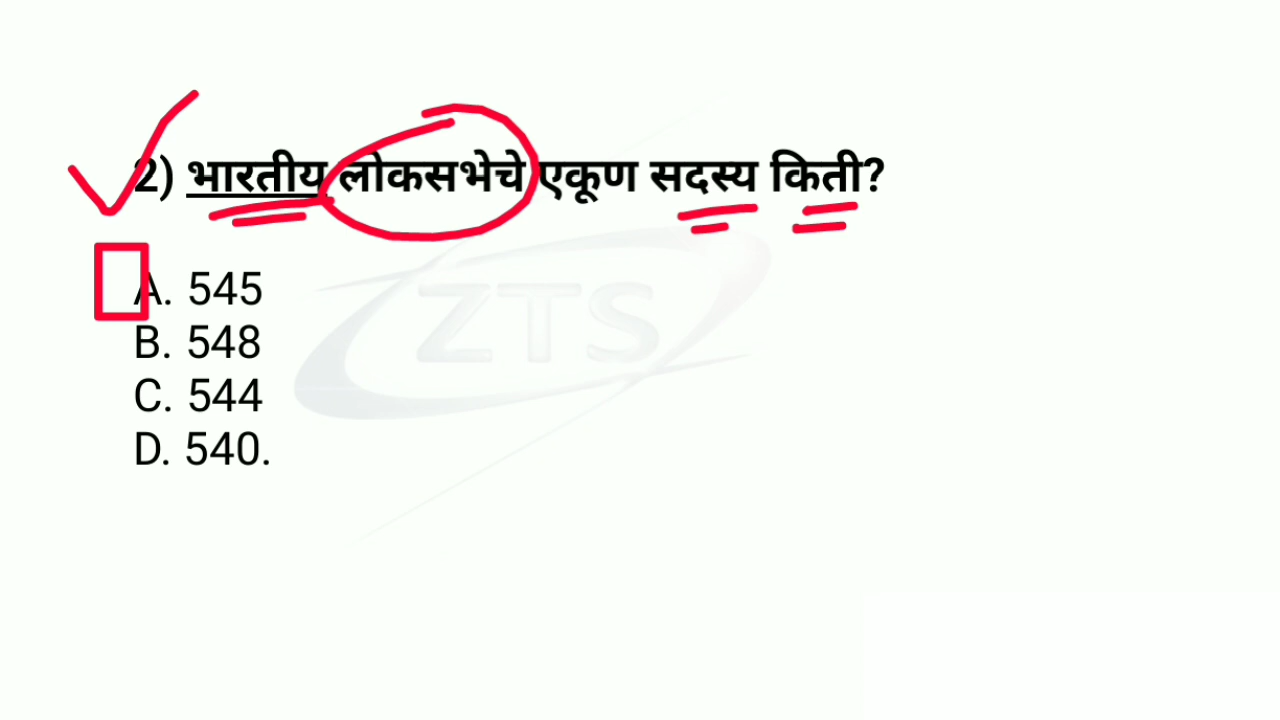 2) भारतीय लोकसभेचे एकूण सदस्य किती?
A. 545
ZTS
B. 548
C. 544
D. 540.